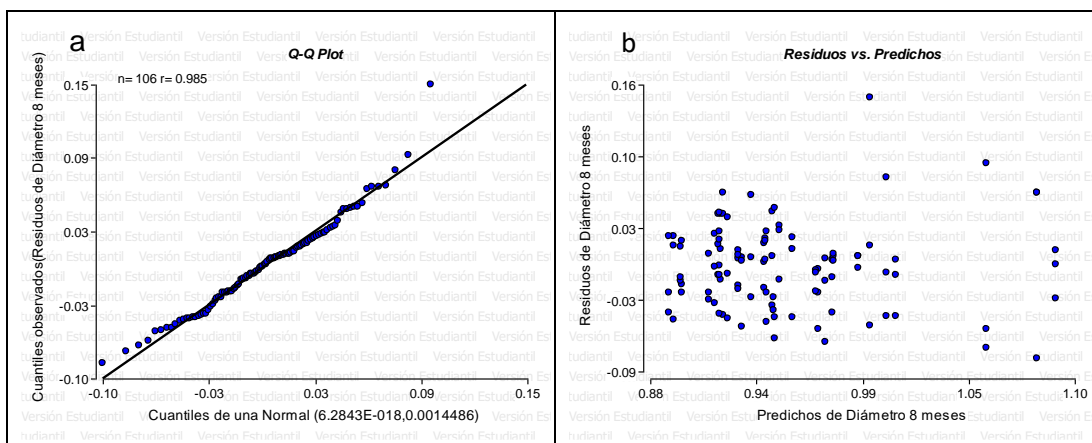 a
Q-Q Plot
n= 106 r= 0.985
Cuantiles observados(Residuos de Diámetro 8 meses)
0.15
0.09
0.03
-0.03
-0.10
-0.10
-0.03
0.03
0.09
0.15
Cuantiles de una Normal (6.2843E-018,0.0014486)
b
Residuos vs. Predichos
Residuos de Diámetro 8 meses
0.16
0.10
0.03
-0.03
-0.09
0.88
0.94
0.99
1.05
1.10
Predichos de Diámetro 8 meses
Versión Estudiantil